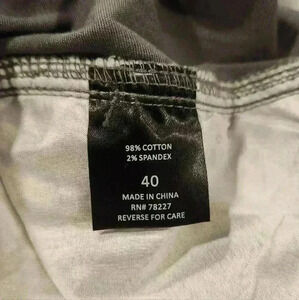 98% COTTON
2% SPANDEX
40
MADE IN CHINA
RN# 78227
REVERSE FOR CARE